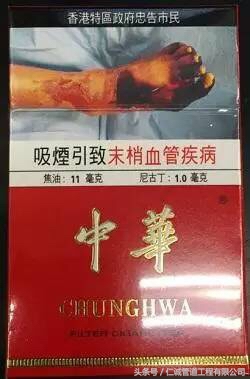 香港特區政府忠告市民
吸煙引致末梢血管疾病
焦油：11 毫克 尼古丁：1.0 毫克
中華
®
CHUNGHWA
FILTER CIGARETTES
头条号／仁诚管道工程有限公司